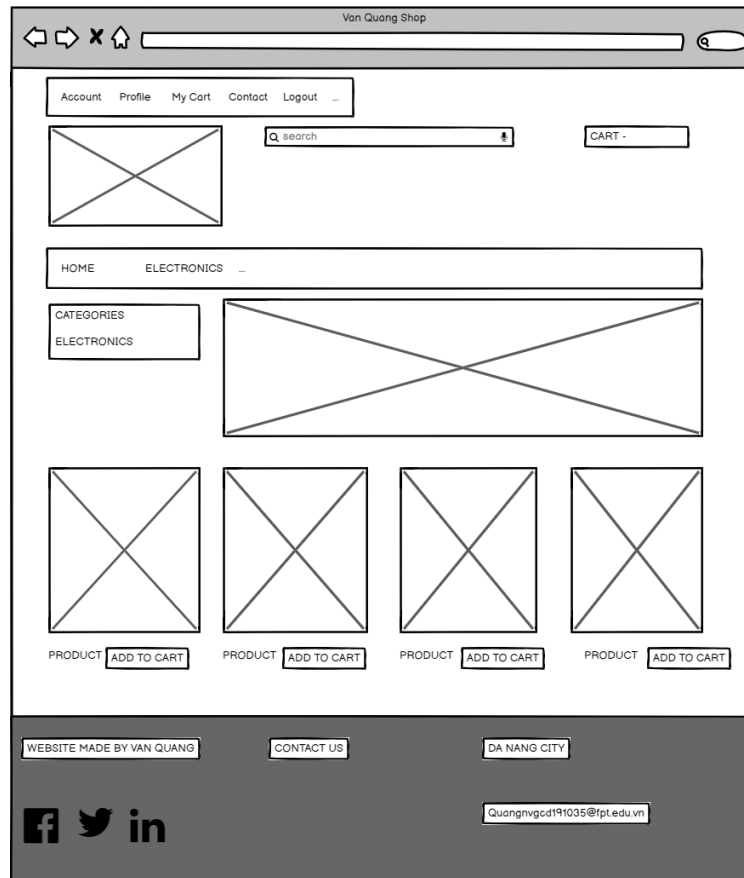 Van Quang Shop
Account Profile My Cart Contact Logout ...
search
CART -
HOME ELECTRONICS ...
CATEGORIES
ELECTRONICS
PRODUCT ADD TO CART PRODUCT ADD TO CART PRODUCT ADD TO CART PRODUCT ADD TO CART
WEBSITE MADE BY VAN QUANG CONTACT US DA NANG CITY
Quangnvgcd191035@fpt.edu.vn